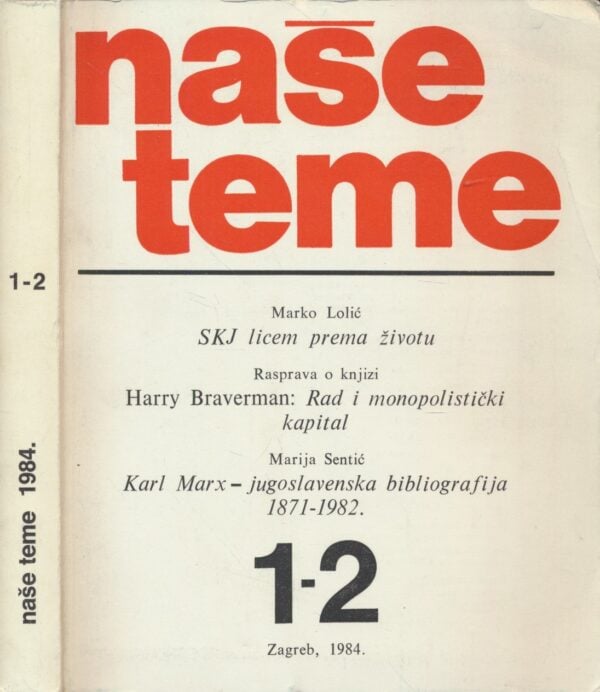 naše
teme
Marko Lolić
SKJ licem prema životu
Rasprava o knjizi
Harry Braverman: Rad i monopolistički
kapital
Marija Sentić
Karl Marx – jugoslavenska bibliografija
1871-1982.
1-2
Zagreb, 1984.
1-2
naše teme 1984.